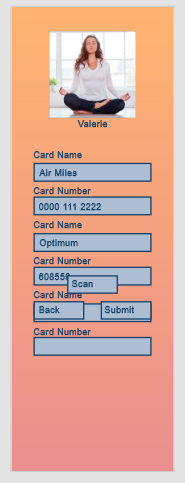 Valerie
Card Name
Air Miles
Card Number
0000 111 2222
Card Name
Optimum
Card Number
Scan
Card Name
Back Submit
Card Number